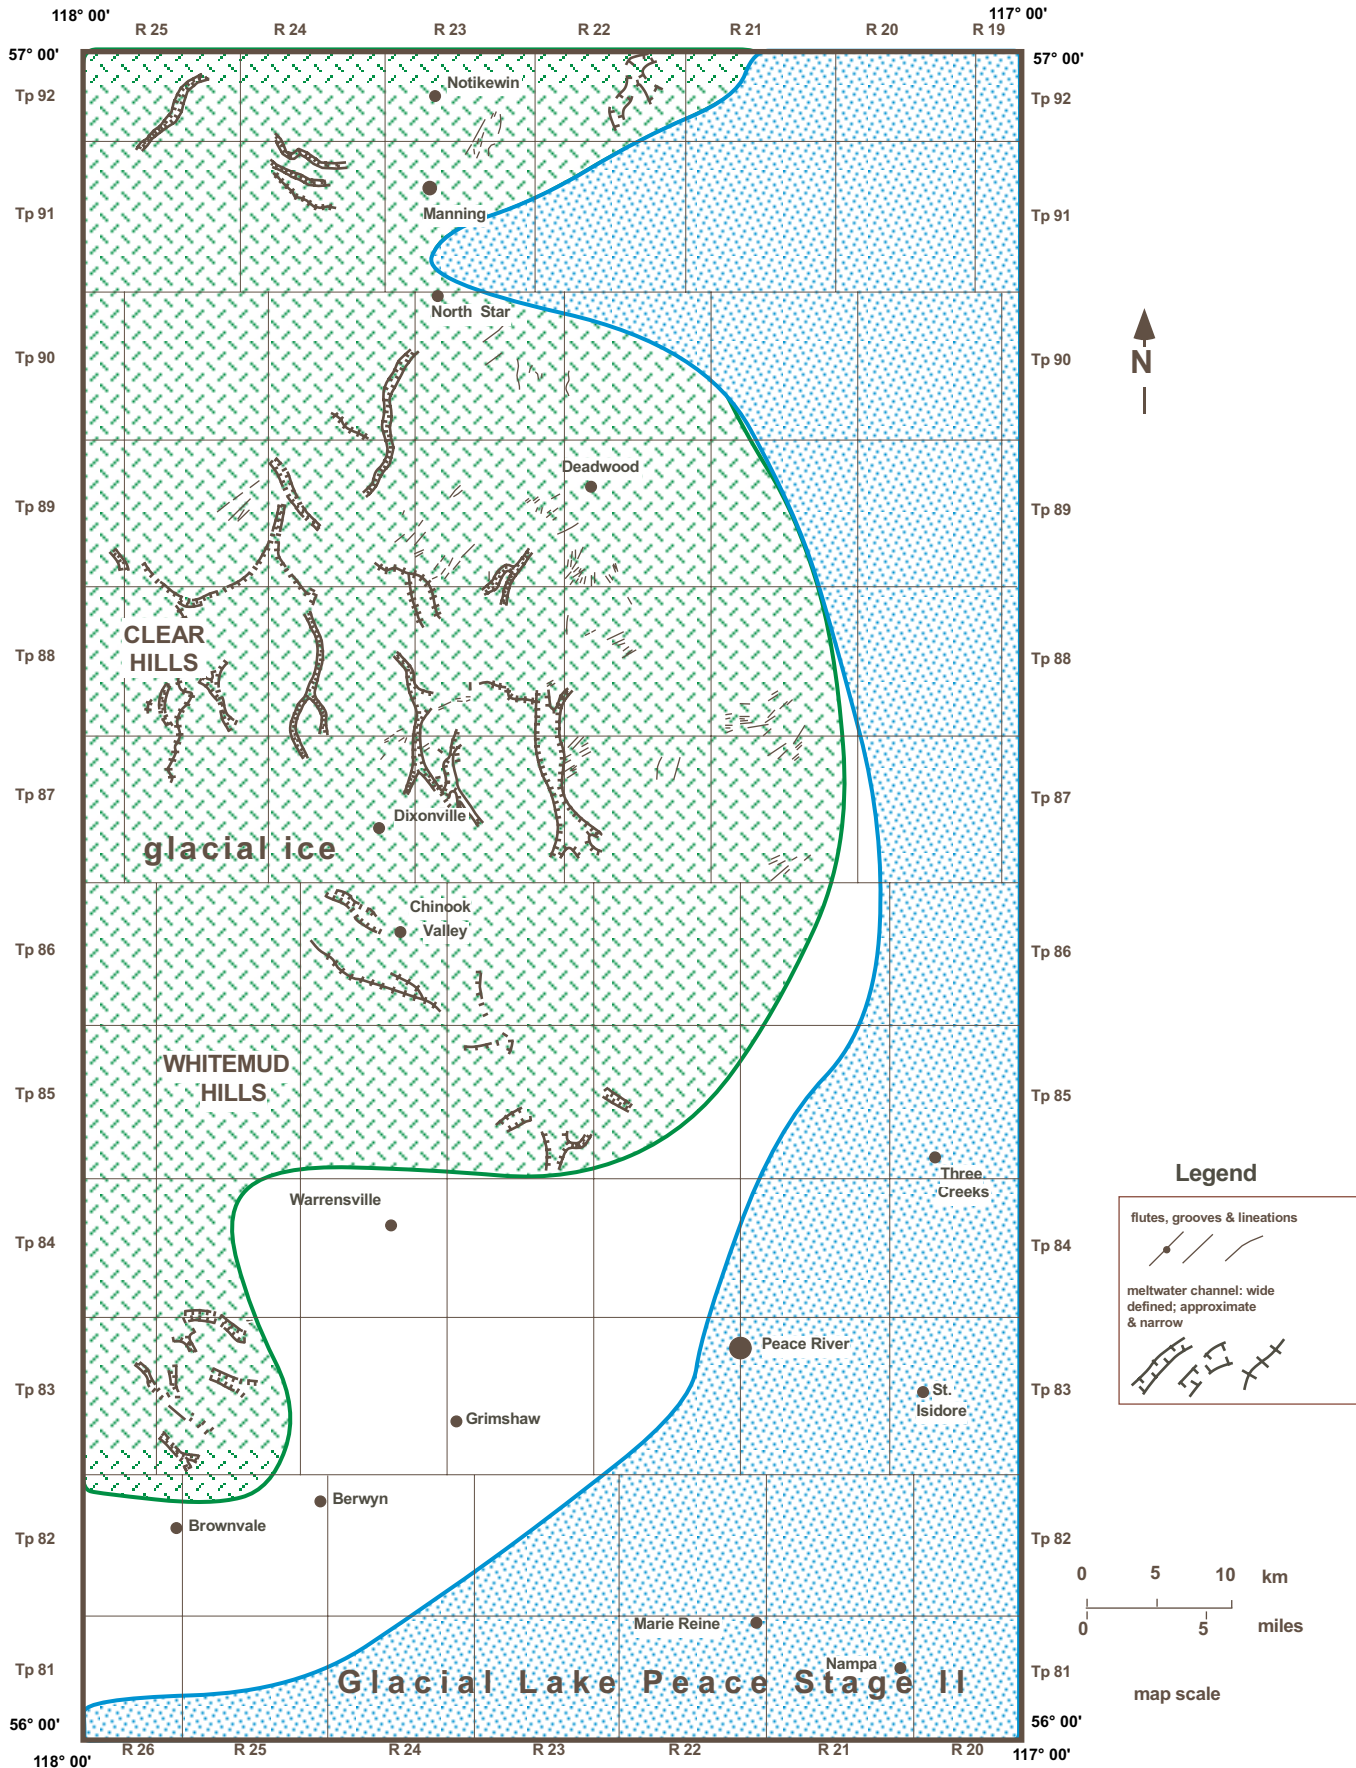 118° 00'
117° 00'
R 25
R 24
R 23
R 22
R 21
R 20
R 19
57° 00'
57° 00'
Tp 92
Notikewin
Tp 92
Tp 91
Manning
Tp 91
North Star
Tp 90
N
Tp 90
Deadwood
Tp 89
Tp 89
CLEAR
HILLS
Tp 88
Tp 88
Tp 87
Tp 87
Dixonville
glacial ice
Chinook
Valley
Tp 86
Tp 86
WHITEMUD
HILLS
Tp 85
Tp 85
Three
Creeks
Warrensville
Tp 84
Tp 84
Legend
flutes, grooves & lineations
meltwater channel: wide
defined; approximate
& narrow
Peace River
Tp 83
St.
Isidore
Tp 83
Grimshaw
Berwyn
Brownvale
Tp 82
Tp 82
0 5 10 km
0 5 miles
map scale
Marie Reine
Nampa
Tp 81
Glacial Lake Peace Stage II
Tp 81
56° 00'
56° 00'
R 26
R 25
R 24
R 23
R 22
R 21
R 20
118° 00'
117° 00'